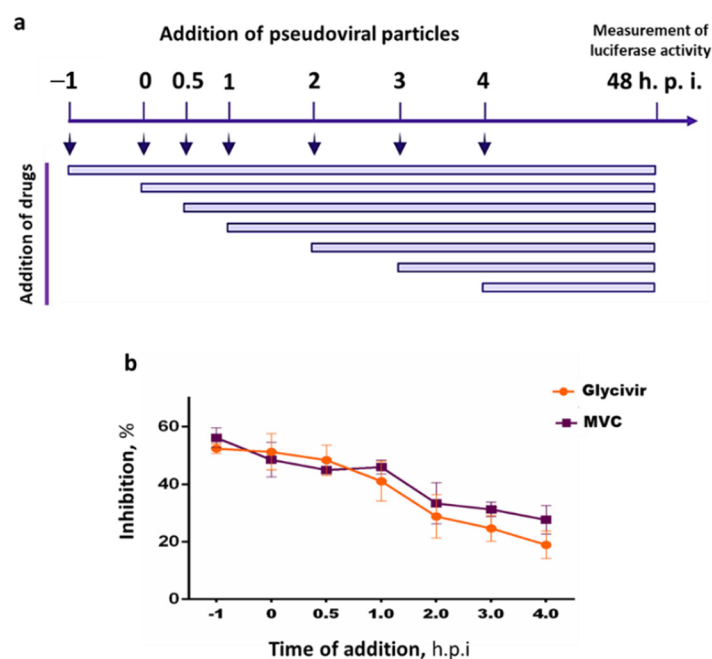 a
Addition of pseudoviral particles
Measurement of
luciferase activity
–1 0 0.5 1 2 3 4 48 h. p. i.
Addition of drugs
b
Glycivir
MVC
Inhibition, %
60
40
20
0
-1 0 0.5 1.0 2.0 3.0 4.0
Time of addition, h.p.i